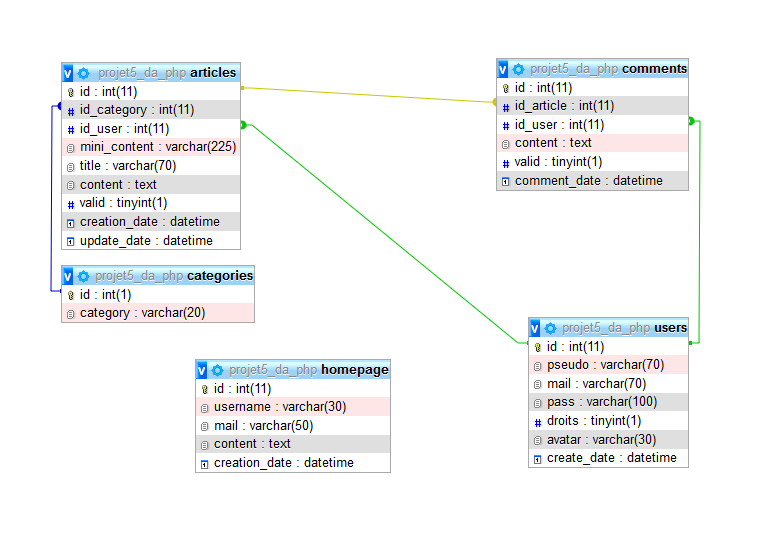 v projet5_da_php articles
id : int(11)
id_category : int(11)
id_user : int(11)
mini_content : varchar(225)
title : varchar(70)
content : text
valid : tinyint(1)
creation_date : datetime
update_date : datetime
v projet5_da_php categories
id : int(1)
category : varchar(20)
v projet5_da_php homepage
id : int(11)
username : varchar(30)
mail : varchar(50)
content : text
creation_date : datetime
v projet5_da_php comments
id : int(11)
id_article : int(11)
id_user : int(11)
content : text
valid : tinyint(1)
comment_date : datetime
v projet5_da_php users
id : int(11)
pseudo : varchar(70)
mail : varchar(70)
pass : varchar(100)
droits : tinyint(1)
avatar : varchar(30)
create_date : datetime